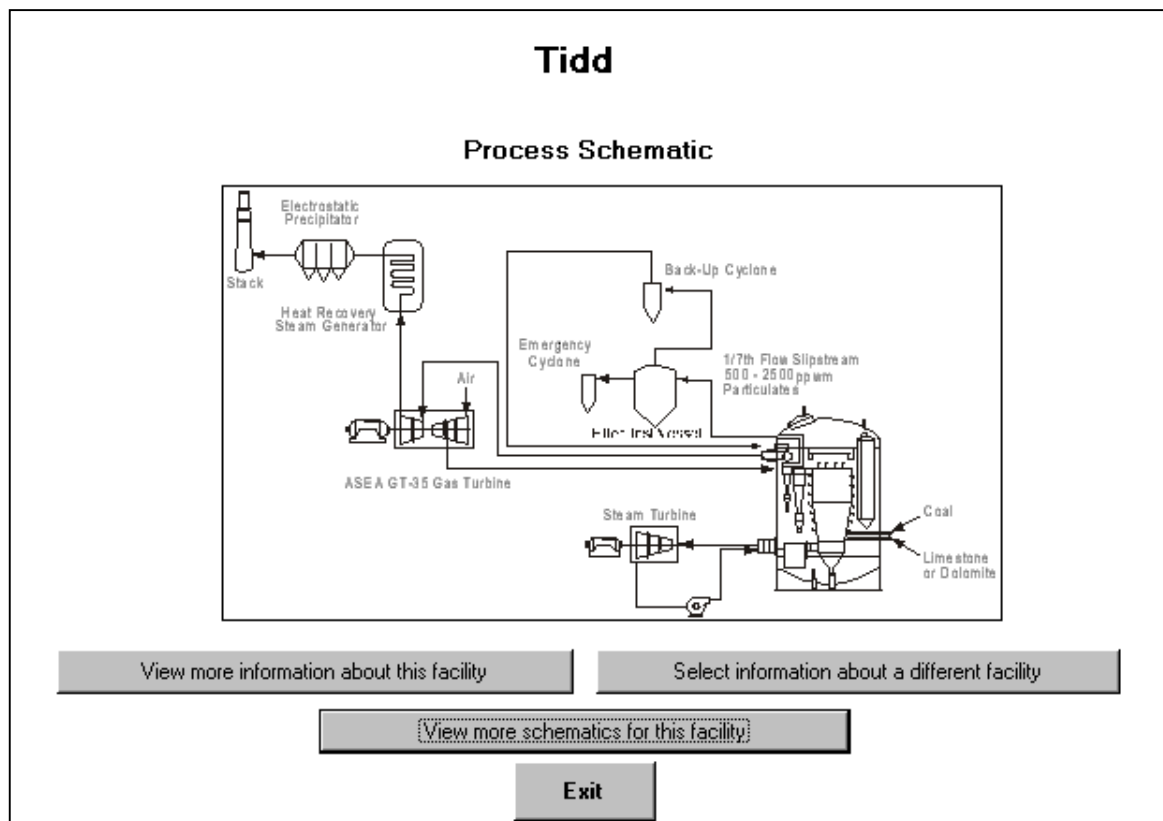 Tidd
Process Schematic
Electrostatic
Precipitator
Stack
Heat Recovery
Steam Generator
Back-Up Cyclone
Emergency
Cyclone
1/7th Flow Slipstream
500 - 2500ppwm
Particulates
Air
ASEA GT-35 Gas Turbine
Steam Turbine
Coal
Limestone
or Dolomite
View more information about this facility
Select information about a different facility
View more schematics for this facility
Exit